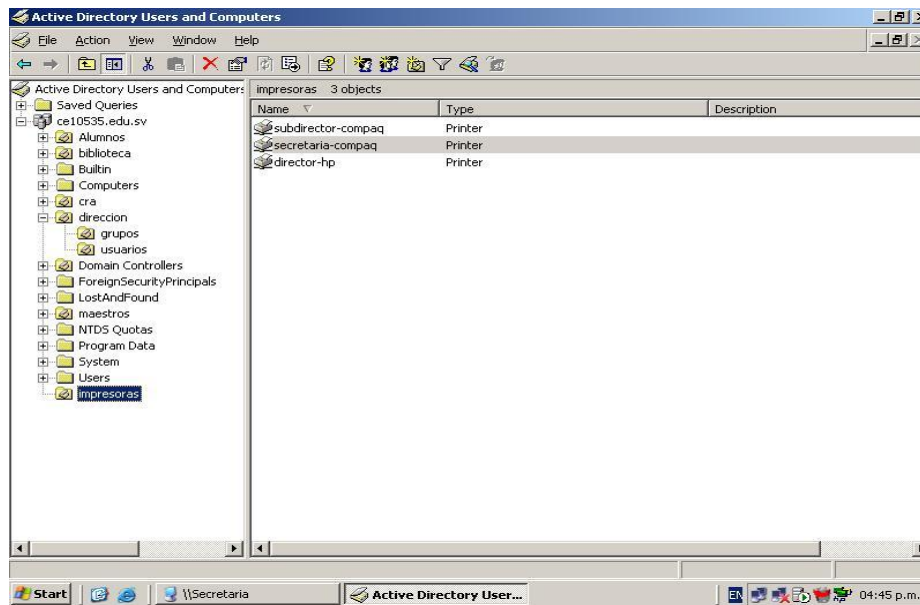 Active Directory Users and Computers
File Action View Window Help
Active Directory Users and Computers
impresoras 3 objects
Saved Queries
ce10535.edu.sv
Alumnos
biblioteca
Builtin
Computers
cra
direccion
grupos
usuarios
Domain Controllers
ForeignSecurityPrincipals
LostAndFound
maestros
NTDS Quotas
Program Data
System
Users
impresoras
Name Type Description
subdirector-compaq Printer
secretaria-compaq Printer
director-hp Printer
Start \\Secretaria Active Directory User... EN 04:45 p.m.